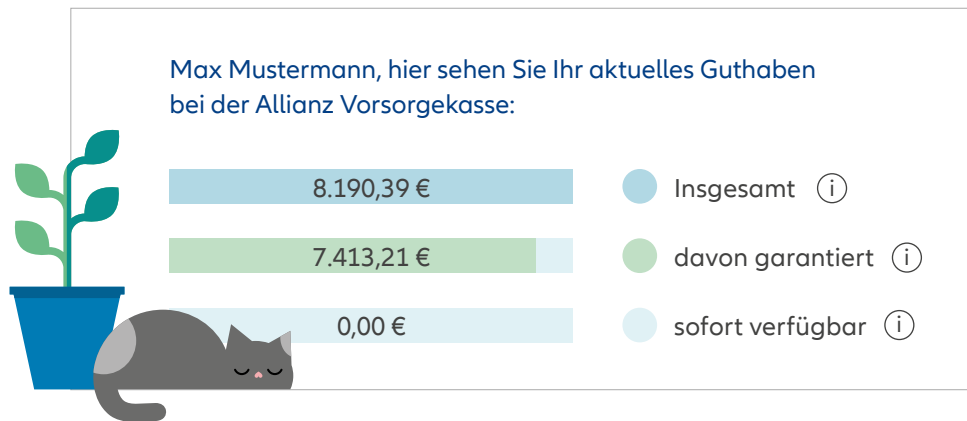 Max Mustermann, hier sehen Sie Ihr aktuelles Guthaben
bei der Allianz Vorsorgekasse:
8.190,39 € Insgesamt i
7.413,21 € davon garantiert i
0,00 € sofort verfügbar i